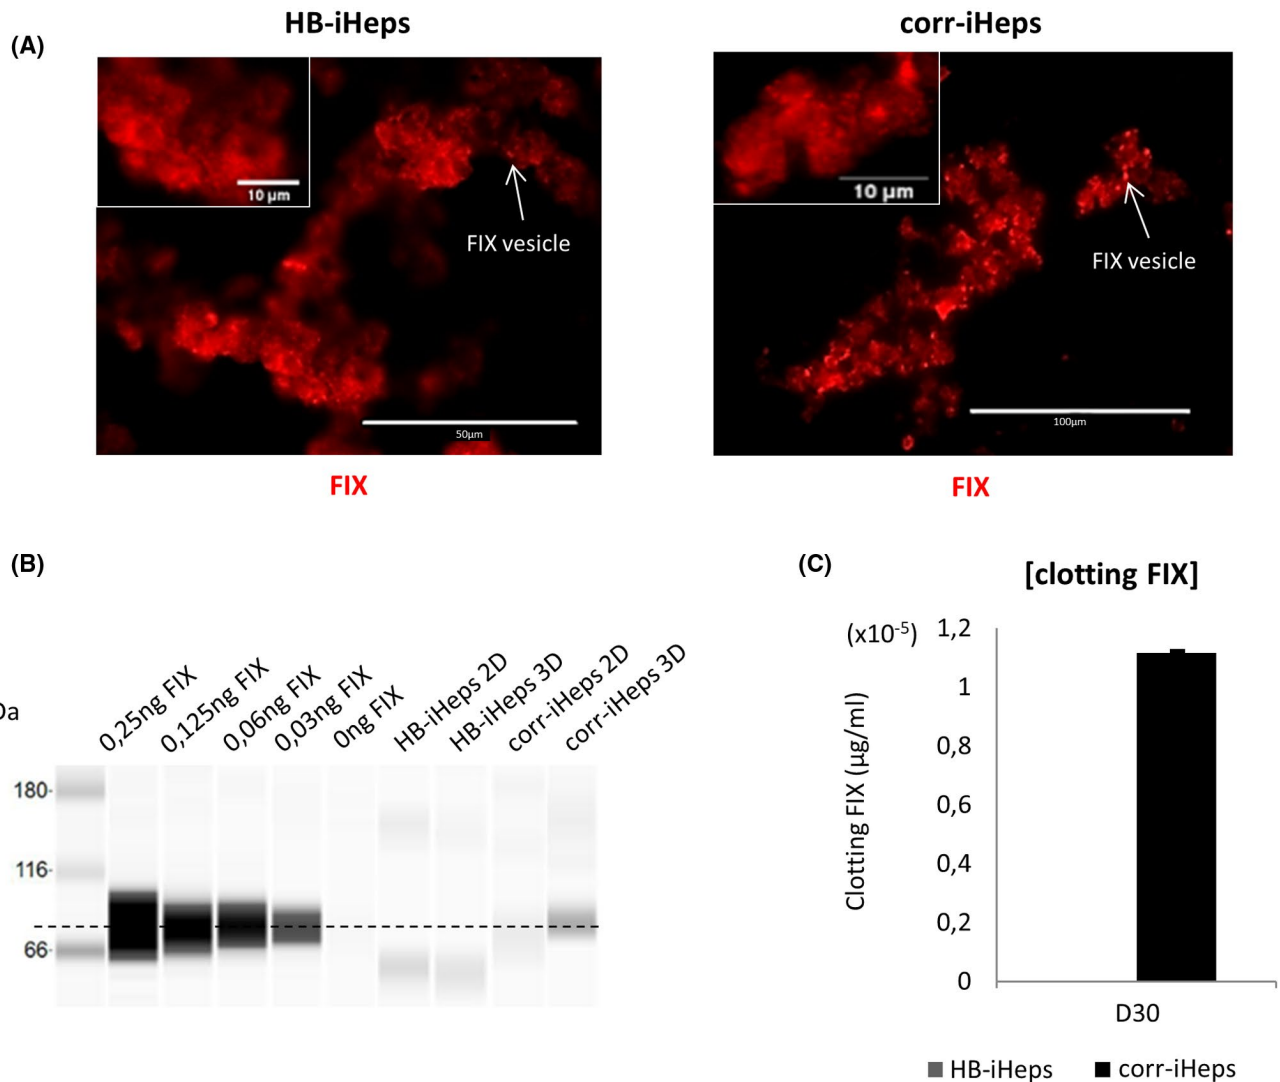 (A)
HB-iHeps
corr-iHeps
10 µm
10 µm
FIX vesicle
FIX vesicle
50µm
100µm
FIX
FIX
(B)
Da
0,25ng FIX
0,125ng FIX
0,06ng FIX
0,03ng FIX
0ng FIX
HB-iHeps 2D
HB-iHeps 3D
corr-iHeps 2D
corr-iHeps 3D
180-
116-
66-
(C)
[clotting FIX]
(x10⁻⁵)
Clotting FIX (µg/ml)
1,2
1
0,8
0,6
0,4
0,2
0
D30
HB-iHeps
corr-iHeps